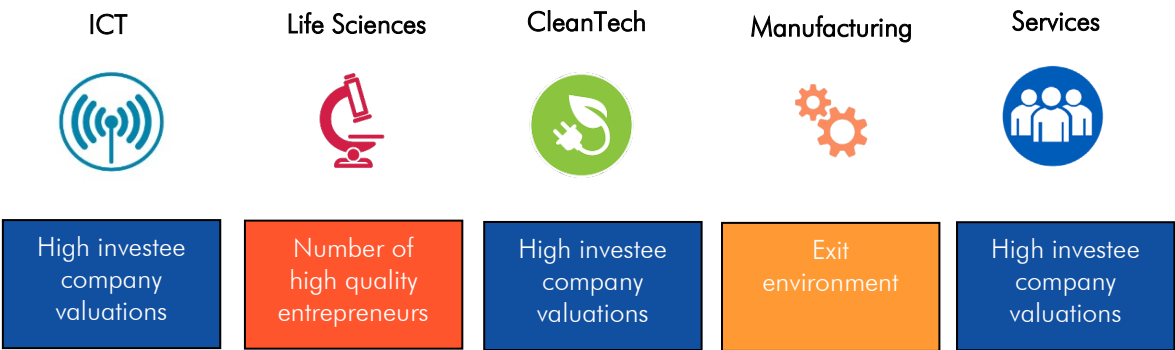 ICT
Life Sciences
CleanTech
Manufacturing
Services
High investee
company
valuations
Number of
high quality
entrepreneurs
High investee
company
valuations
Exit
environment
High investee
company
valuations